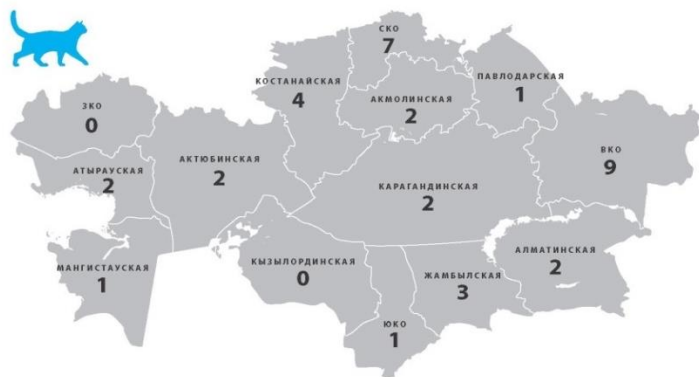 СКО
7
КОСТАНАЙСКАЯ
4
АКМОЛИНСКАЯ
2
ПАВЛОДАРСКАЯ
1
ЗКО
0
АТЫРАУСКАЯ
2
АКТЮБИНСКАЯ
2
КАРАГАНДИНСКАЯ
2
ВКО
9
МАНГИСТАУСКАЯ
1
КЫЗЫЛОРДИНСКАЯ
0
ЖАМБЫЛСКАЯ
3
АЛМАТИНСКАЯ
2
ЮКО
1